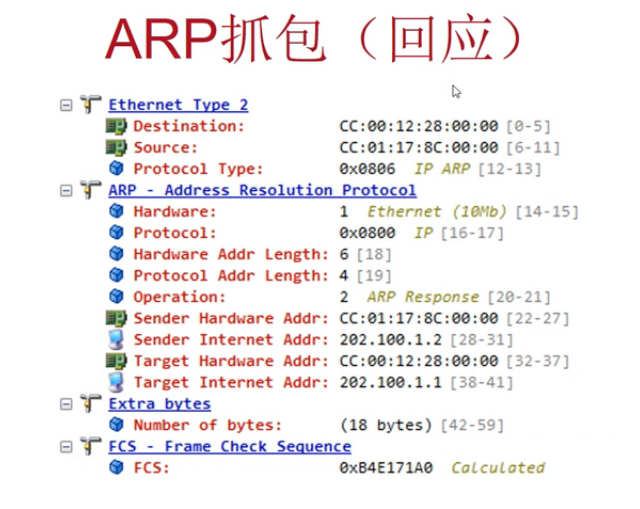 ARP抓包（回应）
Ethernet Type 2
Destination: CC:00:12:28:00:00 [0-5]
Source: CC:01:17:8C:00:00 [6-11]
Protocol Type: 0x0806 IP ARP [12-13]
ARP - Address Resolution Protocol
Hardware: 1 Ethernet (10Mb) [14-15]
Protocol: 0x0800 IP [16-17]
Hardware Addr Length: 6 [18]
Protocol Addr Length: 4 [19]
Operation: 2 ARP Response [20-21]
Sender Hardware Addr: CC:01:17:8C:00:00 [22-27]
Sender Internet Addr: 202.100.1.2 [28-31]
Target Hardware Addr: CC:00:12:28:00:00 [32-37]
Target Internet Addr: 202.100.1.1 [38-41]
Extra bytes
Number of bytes: (18 bytes) [42-59]
FCS - Frame Check Sequence
FCS: 0xB4E171A0 Calculated